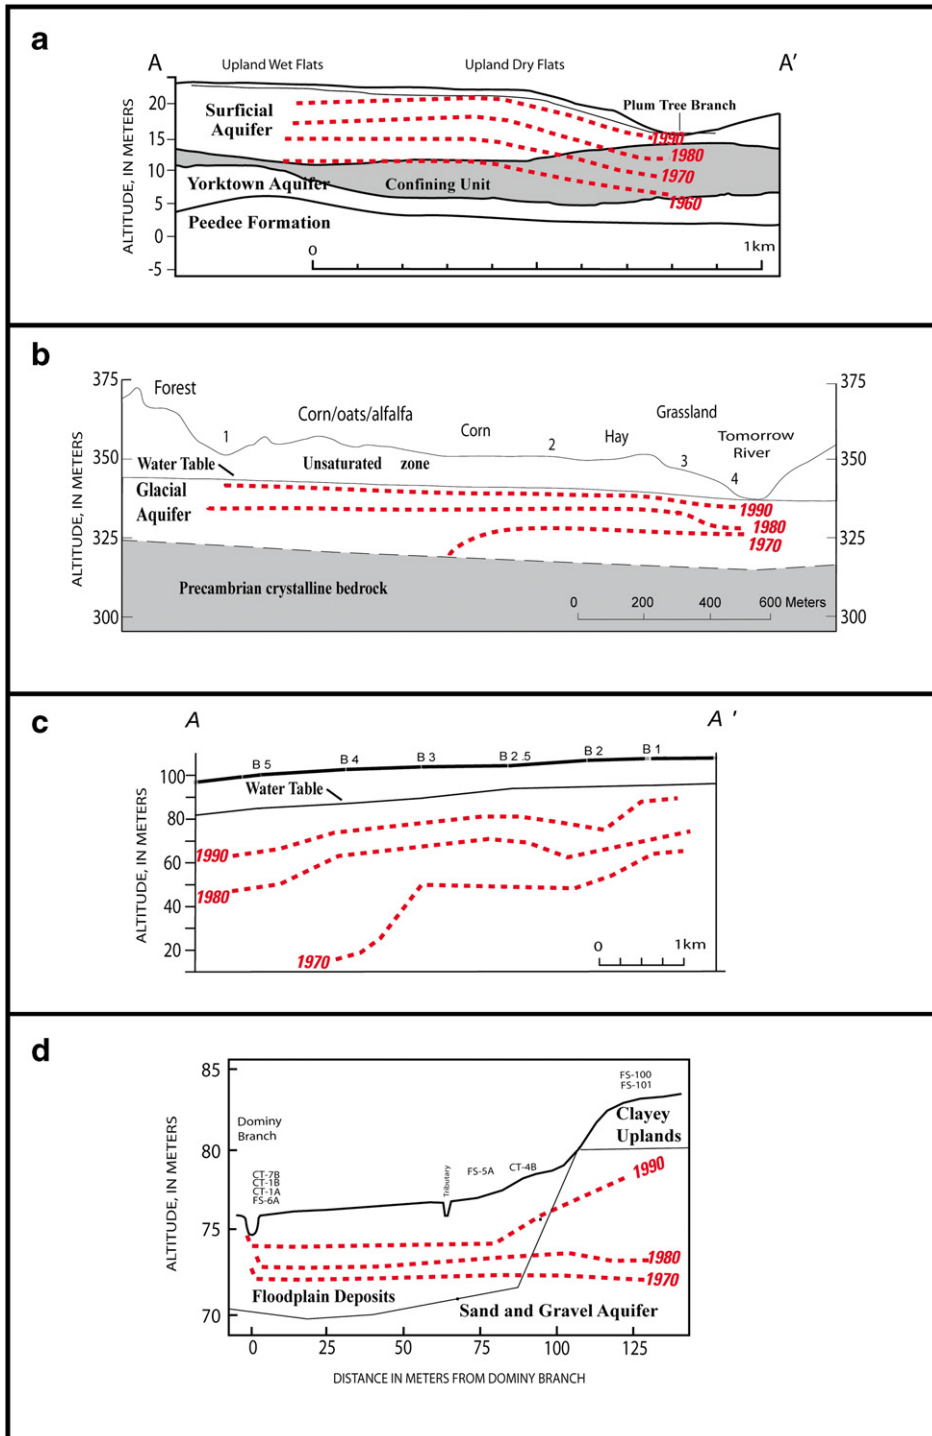 a
A
Upland Wet Flats
Upland Dry Flats
A'
ALTITUDE, IN METERS
20
15
10
5
0
-5
Surficial
Aquifer
Plum Tree Branch
1990
1980
1970
1960
Yorktown Aquifer
Confining Unit
Peedee Formation
0
1km
b
ALTITUDE, IN METERS
375
350
325
300
375
350
325
300
Forest
Corn/oats/alfalfa
Corn
Hay
Grassland
Tomorrow
River
1
2
3
4
Water Table
Unsaturated zone
Glacial
Aquifer
1990
1980
1970
Precambrian crystalline bedrock
0
200
400
600 Meters
c
A
A '
ALTITUDE, IN METERS
100
80
60
40
20
B 5
B 4
B 3
B 2 .5
B 2
B 1
Water Table
1990
1980
1970
0
1km
d
ALTITUDE, IN METERS
85
80
75
70
Dominy
Branch
CT-7B
CT-1B
CT-1A
FS-6A
Tributary
FS-5A
CT-4B
FS-100
FS-101
Clayey
Uplands
1990
1980
1970
Floodplain Deposits
Sand and Gravel Aquifer
0
25
50
75
100
125
DISTANCE IN METERS FROM DOMINY BRANCH